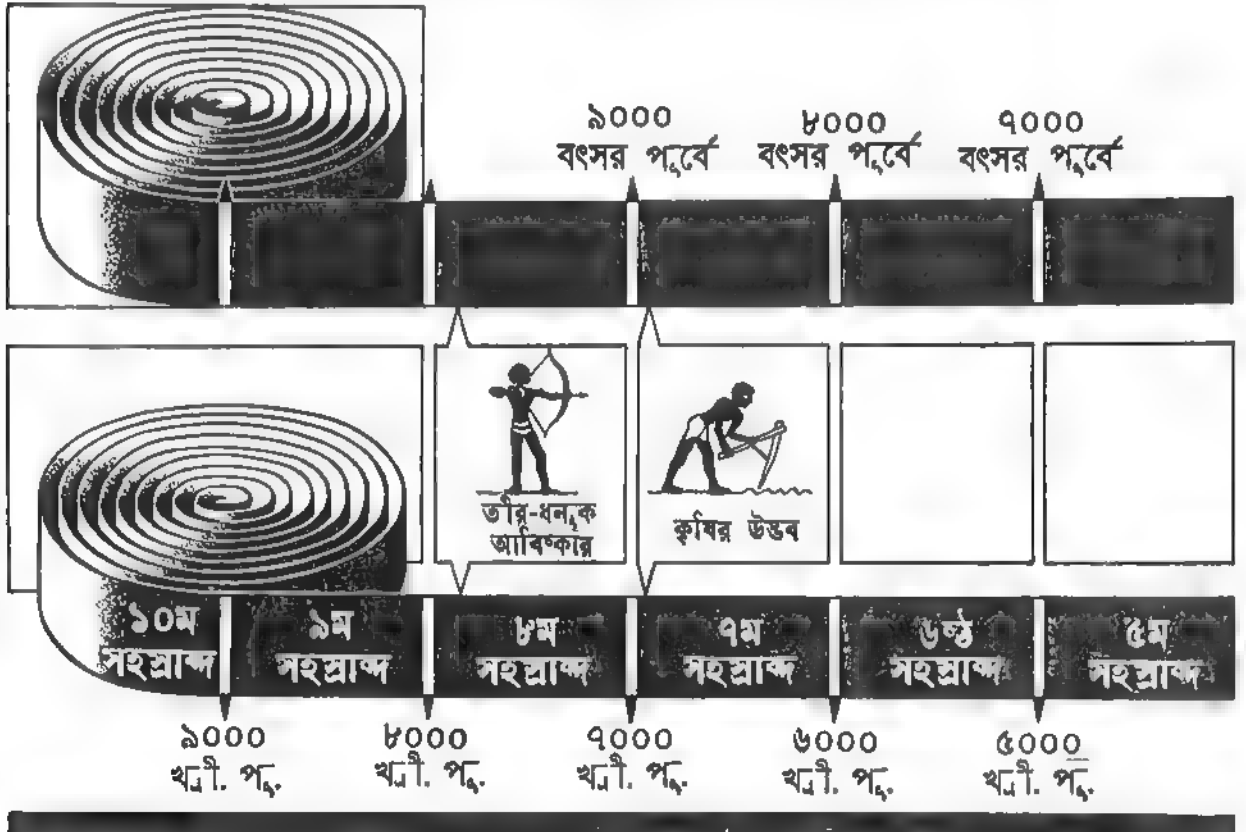 ৯০০০ ৮০০০ ৭০০০
বৎসর পূর্বে বৎসর পূর্বে বৎসর পূর্বে
তীর-ধনুক
আবিষ্কার
কৃষির উদ্ভব
১০ম ৯ম ৮ম ৭ম ৬ষ্ঠ ৫ম
সহস্রাব্দ সহস্রাব্দ সহস্রাব্দ সহস্রাব্দ সহস্রাব্দ সহস্রাব্দ
৯০০০ ৮০০০ ৭০০০ ৬০০০ ৫০০০
খ্রী. পূ. খ্রী. পূ. খ্রী. পূ. খ্রী. পূ. খ্রী. পূ.